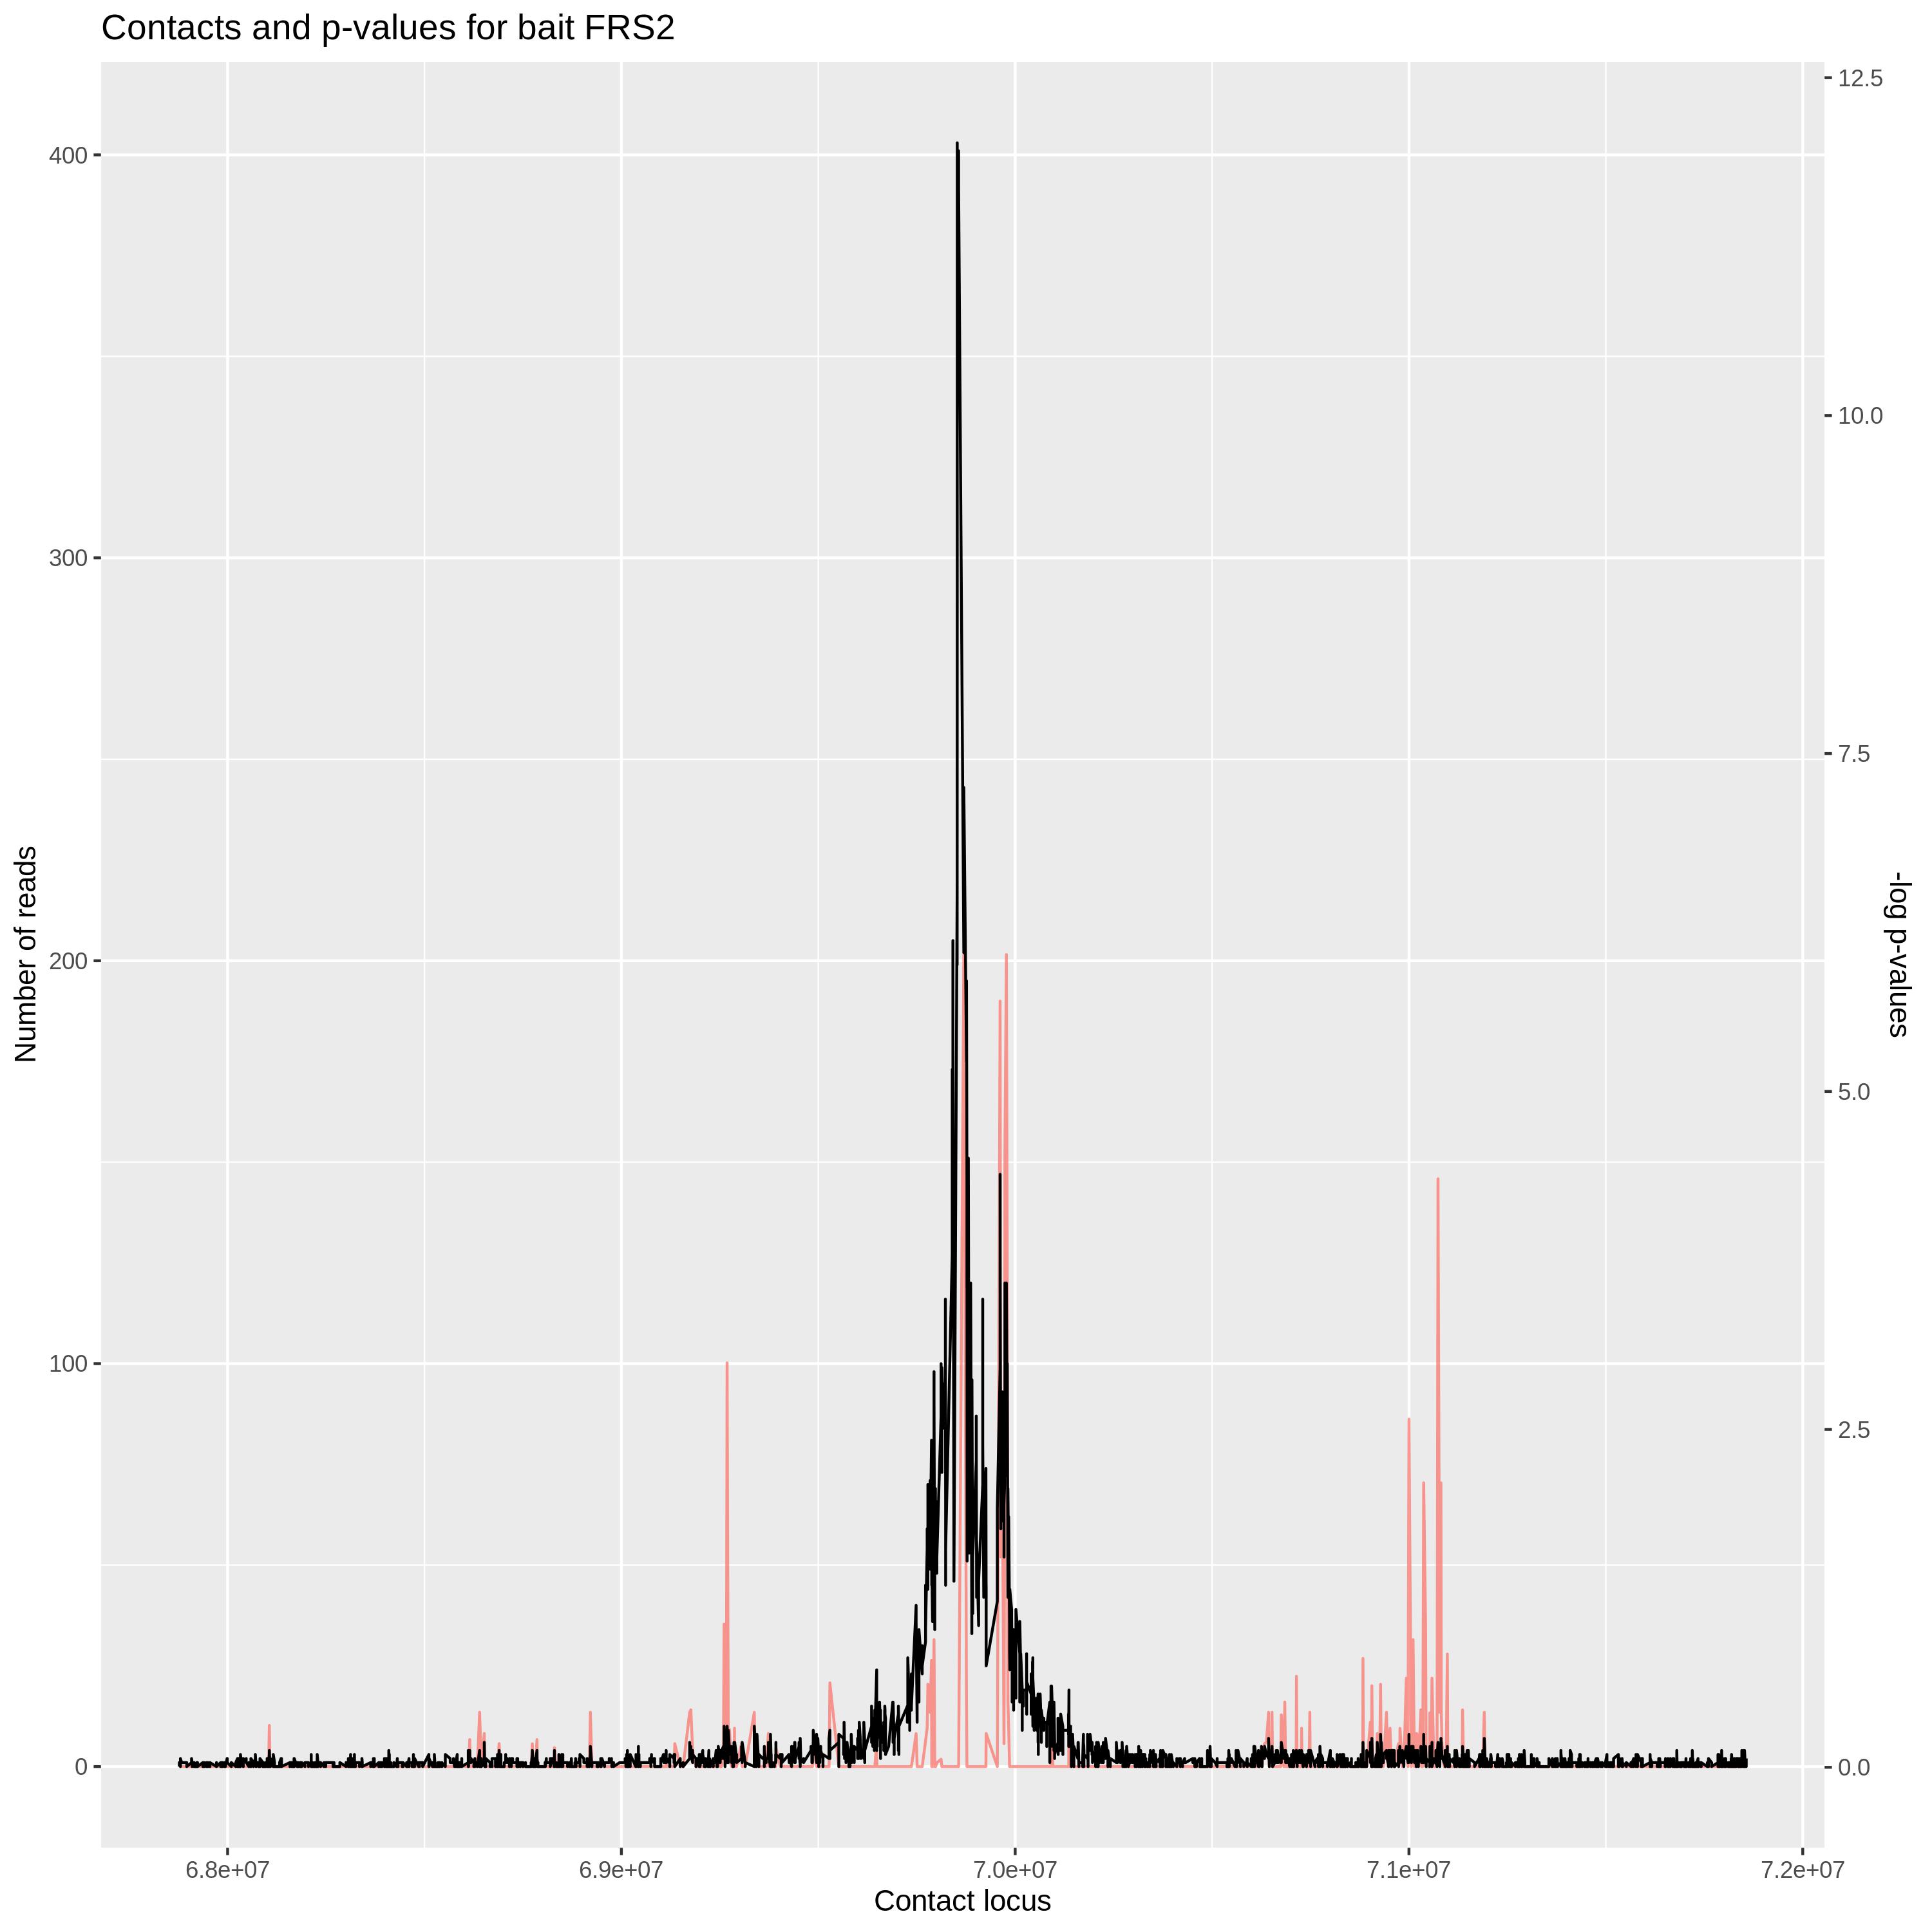 Contacts and p-values for bait FRS2
Number of reads
400
300
200
100
0
12.5
10.0
7.5
5.0
2.5
0.0
-log p-values
6.8e+07
6.9e+07
7.0e+07
7.1e+07
7.2e+07
Contact locus